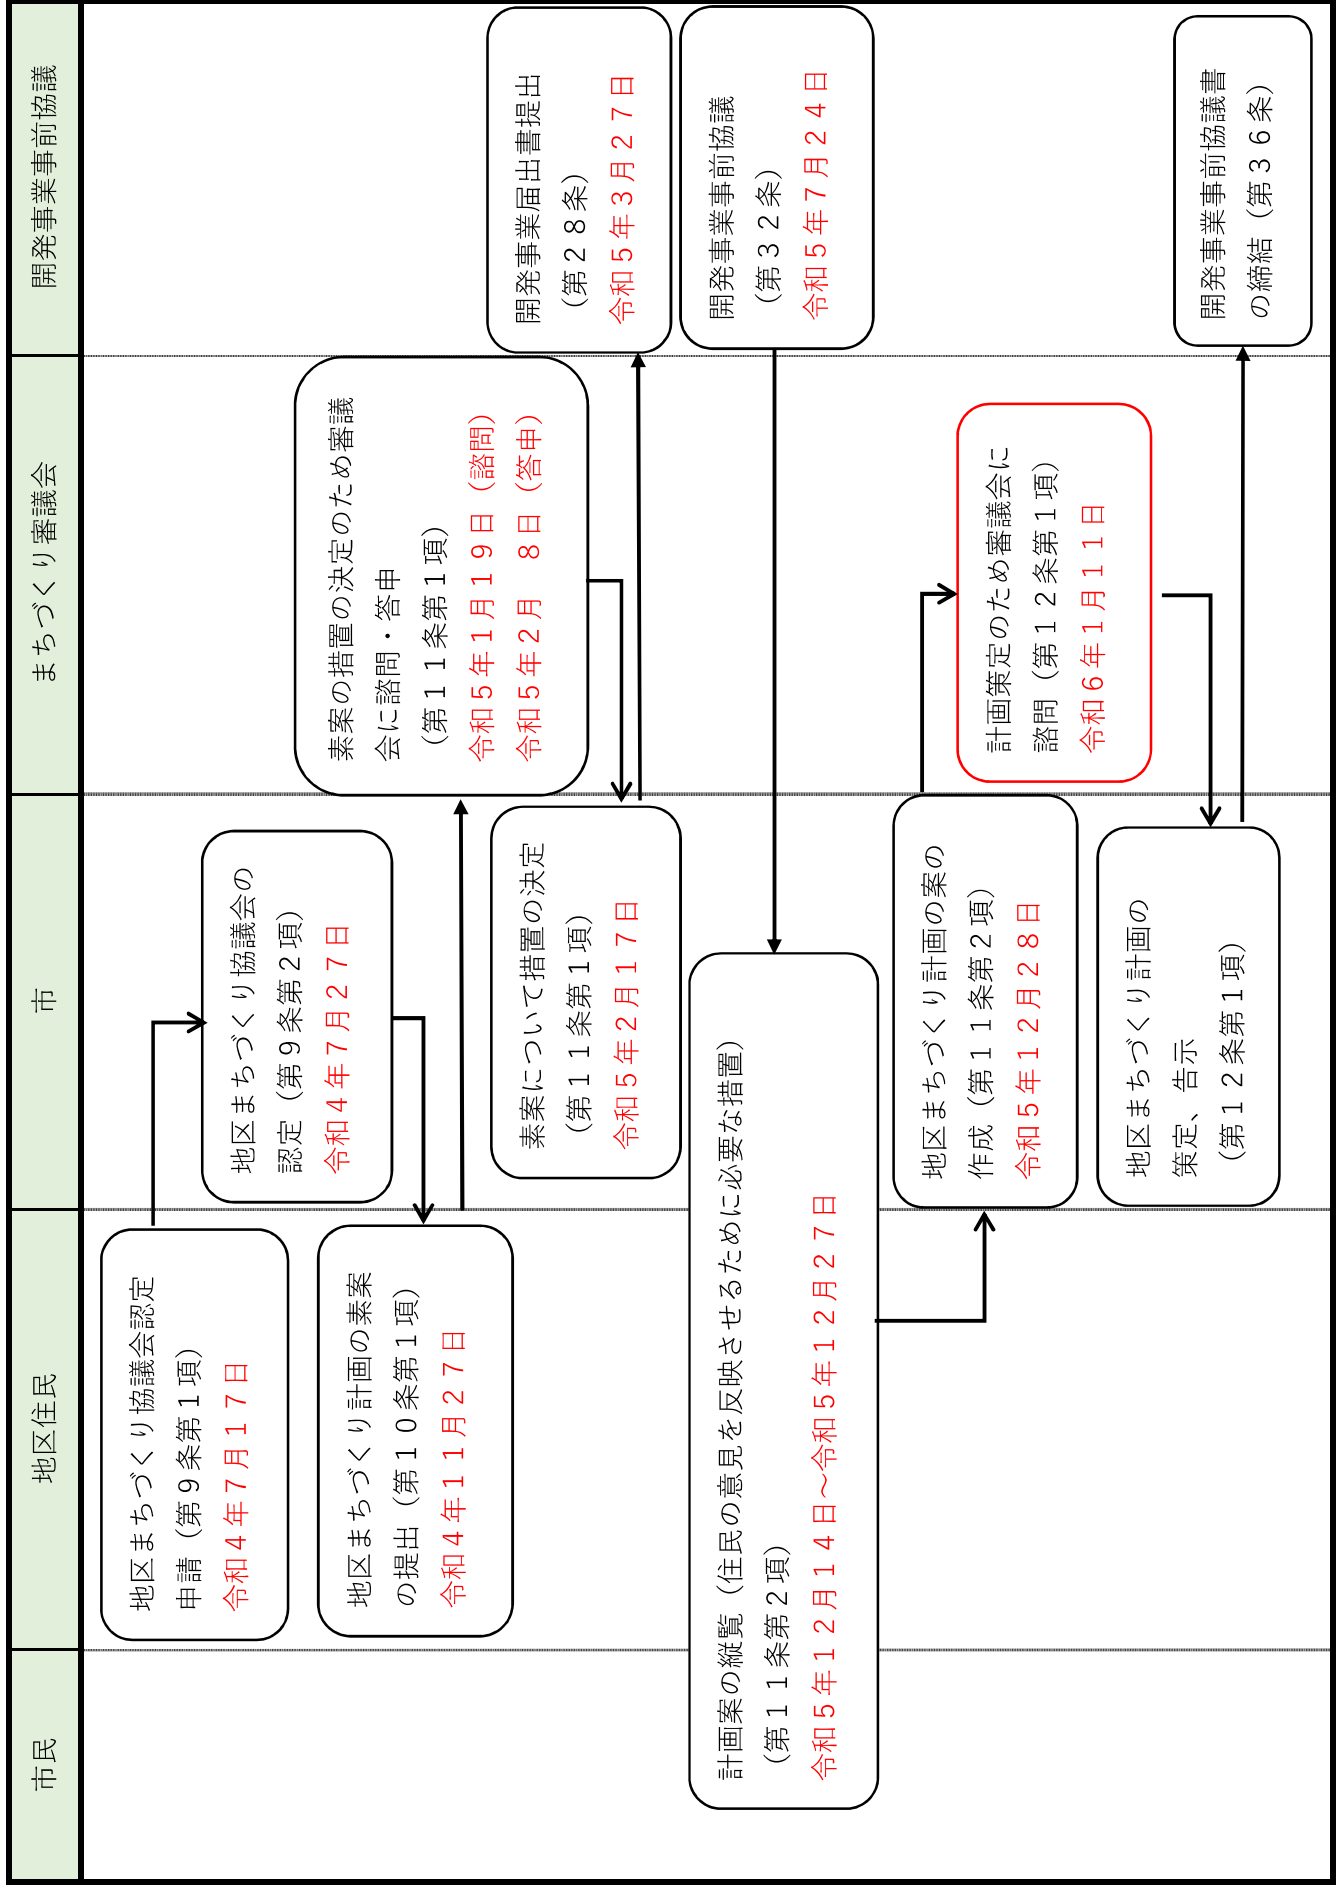 市民
地区住民
市
まちづくり審議会
開発事業事前協議
地区まちづくり協議会認定
申請（第９条第１項）
令和４年７月１７日
地区まちづくり協議会の
認定（第９条第２項）
令和４年７月２７日
地区まちづくり計画の素案
の提出（第１０条第１項）
令和４年１１月２７日
素案の措置の決定のため審議
会に諮問・答申
（第１１条第１項）
令和５年１月１９日（諮問）
令和５年２月　８日（答申）
素案について措置の決定
（第１１条第１項）
令和５年２月１７日
開発事業届出書提出
（第２８条）
令和５年３月２７日
開発事業事前協議
（第３２条）
令和５年７月２４日
計画案の縦覧（住民の意見を反映させるために必要な措置）
（第１１条第２項）
令和５年１２月１４日～令和５年１２月２７日
地区まちづくり計画の案の
作成（第１１条第２項）
令和５年１２月２８日
計画策定のため審議会に
諮問（第１２条第１項）
令和６年１月１１日
地区まちづくり計画の
策定、告示
（第１２条第１項）
開発事業事前協議書
の締結（第３６条）